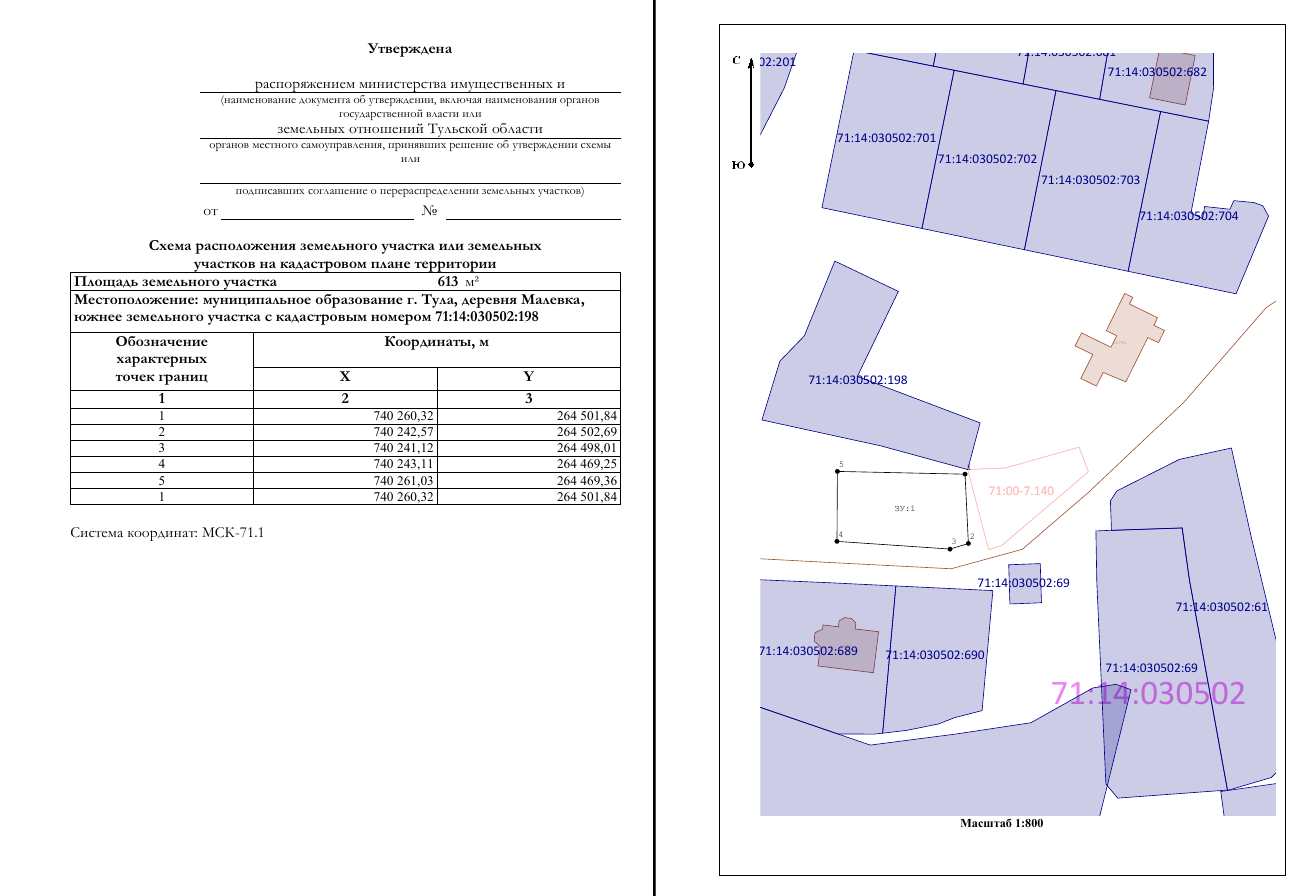 Утверждена
распоряжением министерства имущественных и
(наименование документа об утверждении, включая наименования органов
государственной власти или
земельных отношений Тульской области
органов местного самоуправления, принявших решение об утверждении схемы
или
подписавших соглашение о перераспределении земельных участков)
от №
Схема расположения земельного участка или земельных
участков на кадастровом плане территории
Площадь земельного участка 613 м²
Местоположение: муниципальное образование г. Тула, деревня Малевка,
южнее земельного участка с кадастровым номером 71:14:030502:198
Обозначение
характерных
точек границ
Координаты, м
X Y
1 2 3
1 740 260,32 264 501,84
2 740 242,57 264 502,69
3 740 241,12 264 498,01
4 740 243,11 264 469,25
5 740 261,03 264 469,36
1 740 260,32 264 501,84
Система координат: МСК-71.1
С
Ю
02:201
71:14:030502:682
71:14:030502:701
71:14:030502:702
71:14:030502:703
71:14:030502:704
71:14:030502:198
5
71:00-7.140
ЗУ:1
4
3
2
71:14:030502:69
71:14:030502:61
71:14:030502:689
71:14:030502:690
71:14:030502:69
71:14:030502
Масштаб 1:800